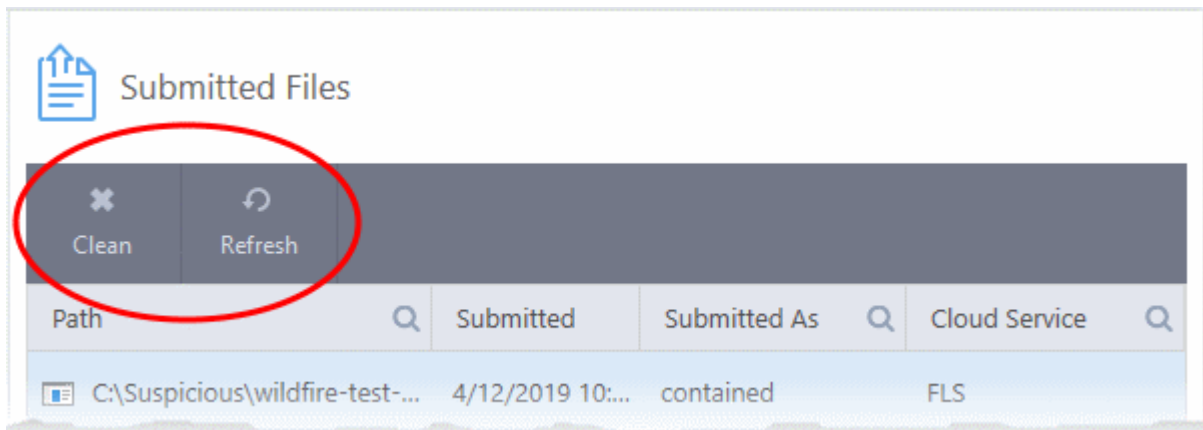 Submitted Files
Clean Refresh
Path Submitted Submitted As Cloud Service
C:\Suspicious\wildfire-test-... 4/12/2019 10:... contained FLS